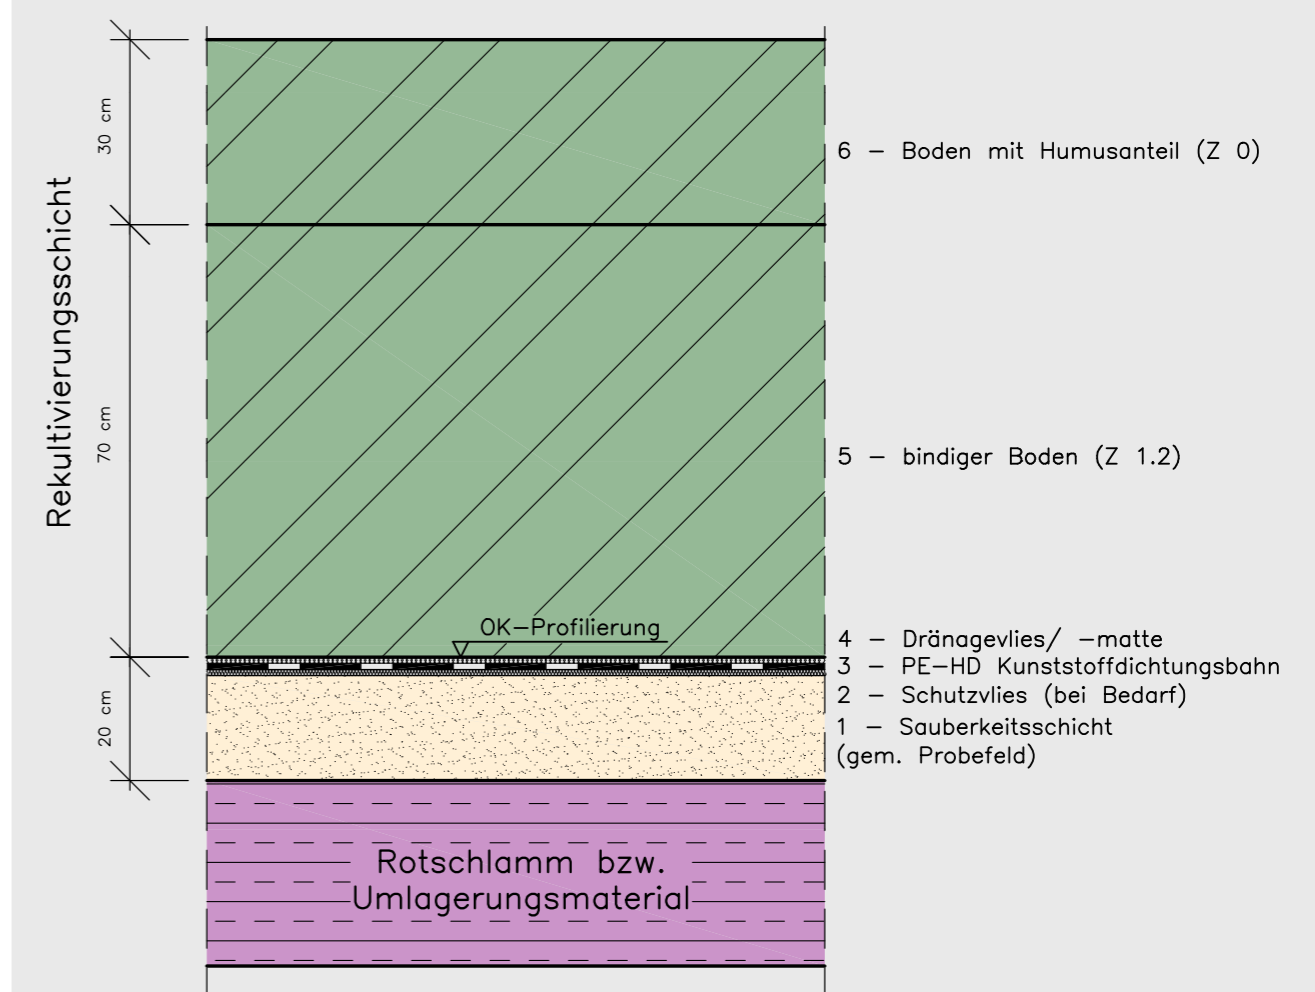 30 cm
6 – Boden mit Humusanteil (Z 0)
Rekultivierungsschicht
70 cm
5 – bindiger Boden (Z 1.2)
OK–Profilierung
4 – Dränagevlies/ –matte
3 – PE–HD Kunststoffdichtungsbahn
2 – Schutzvlies (bei Bedarf)
20 cm
1 – Sauberkeitsschicht
(gem. Probefeld)
Rotschlamm bzw.
Umlagerungsmaterial